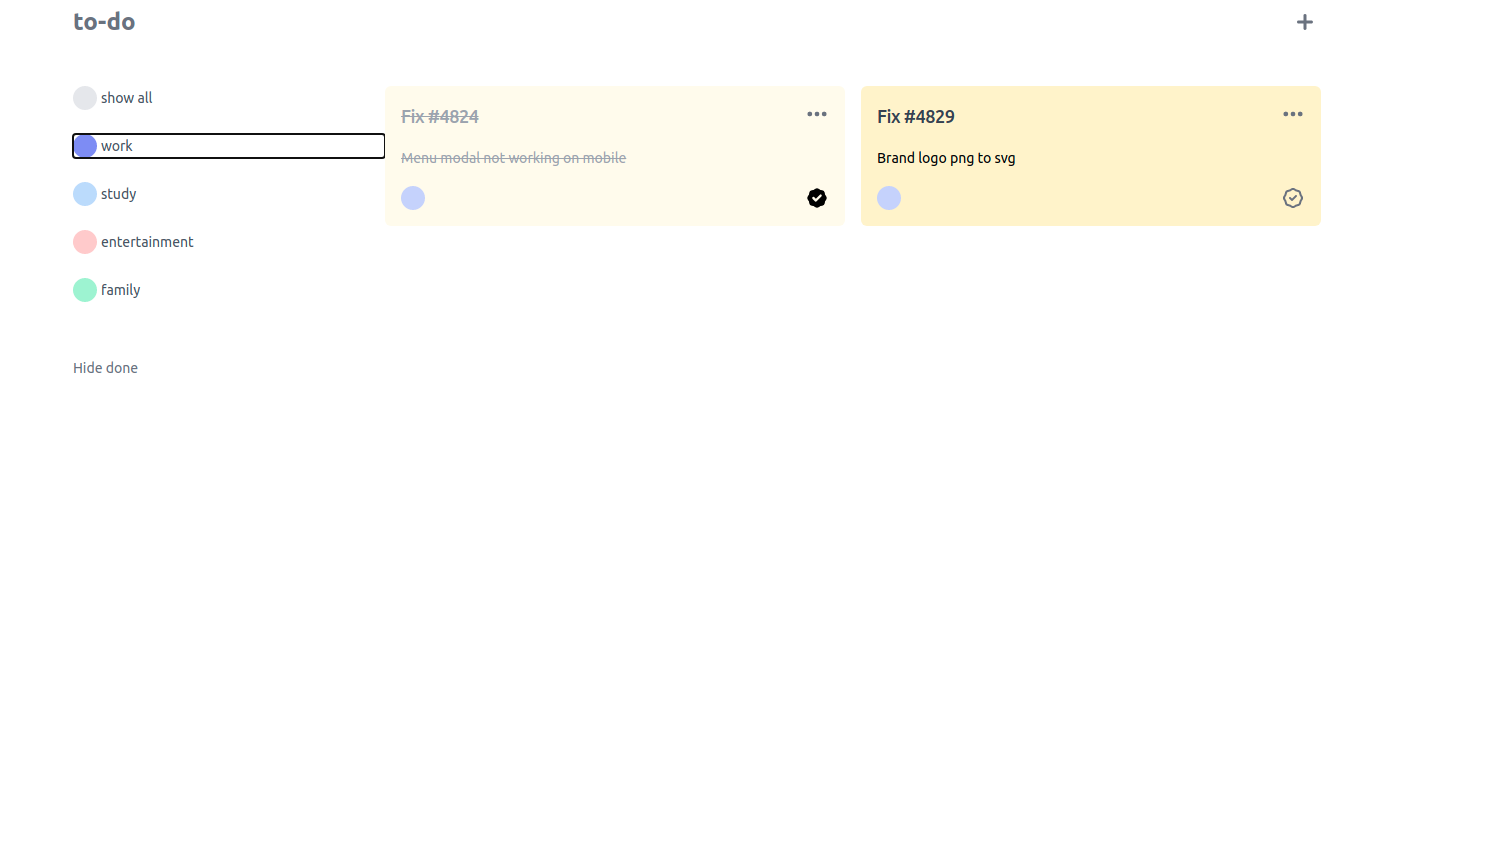 to-do
show all
work
study
entertainment
family
Hide done
Fix #4824
Menu modal not working on mobile
Fix #4829
Brand logo png to svg